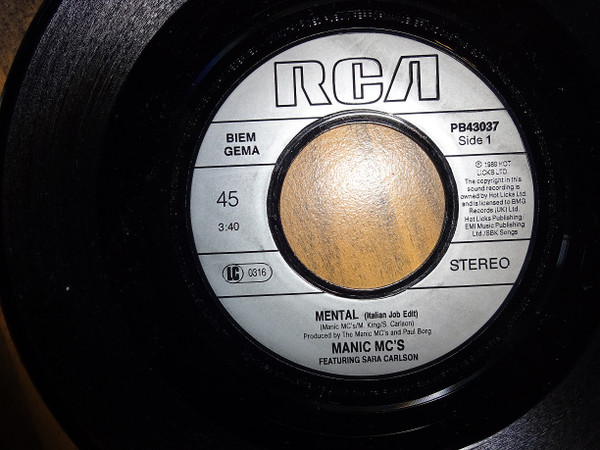 RCA
BIEM
GEMA
PB43037
Side 1
45
3:40
℗ 1989 HOT
LICKS LTD.
The copyright in this
sound recording is
owned by Hot Licks Ltd.
and is licensed to BMG
Records (UK) Ltd.
Hot Licks Publishing
EMI Music Publishing
Ltd./SBK Songs
LC 0316
STEREO
MENTAL (Italian Job Edit)
(Manic MC's/M. King/S. Carlson)
Produced by The Manic MC's and Paul Borg
MANIC MC'S
FEATURING SARA CARLSON